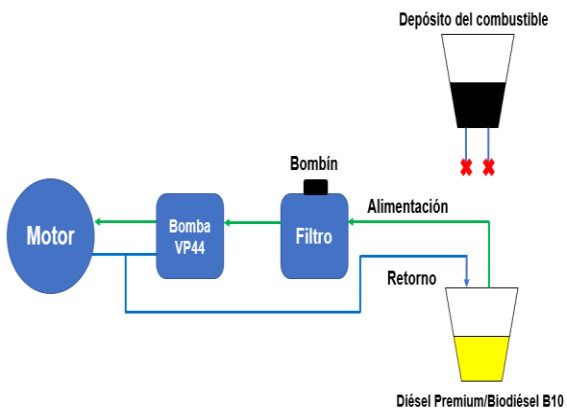 Depósito del combustible
Bombín
Alimentación
Motor
Bomba
VP44
Filtro
Retorno
Diésel Premium/Biodiésel B10